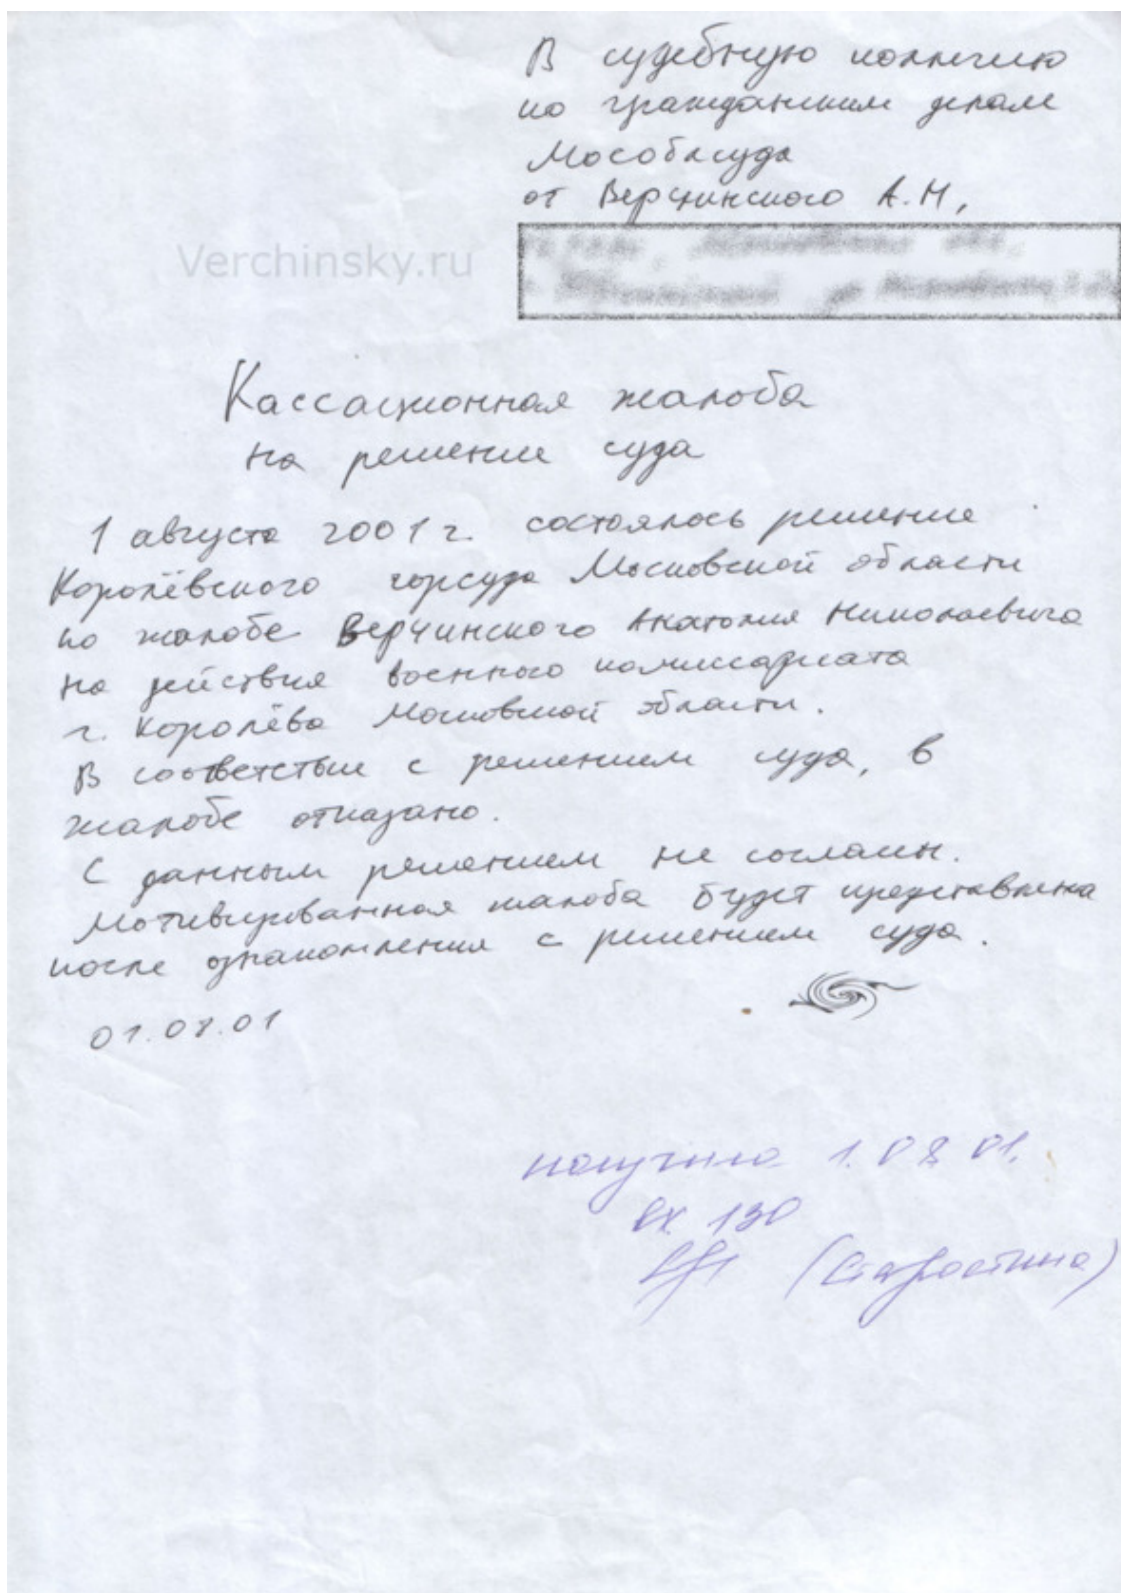 В судебную коллегию
по гражданским делам
Мособлсуда
от Верчинского А.Н.,
Verchinsky.ru
Кассационная жалоба
на решение суда
1 августа 2001 г. состоялось решение
Королёвского горсуда Московской области
по жалобе Верчинского Анатолия Николаевича
на действия военного комиссариата
г. Королёва Московской области.
В соответствие с решением суда, в
жалобе отказано.
С данным решением не согласен.
Мотивированная жалоба будет представлена
после ознакомления с решением суда.
01.08.01
получено 1.08.01.
вх 130
(Старостина)